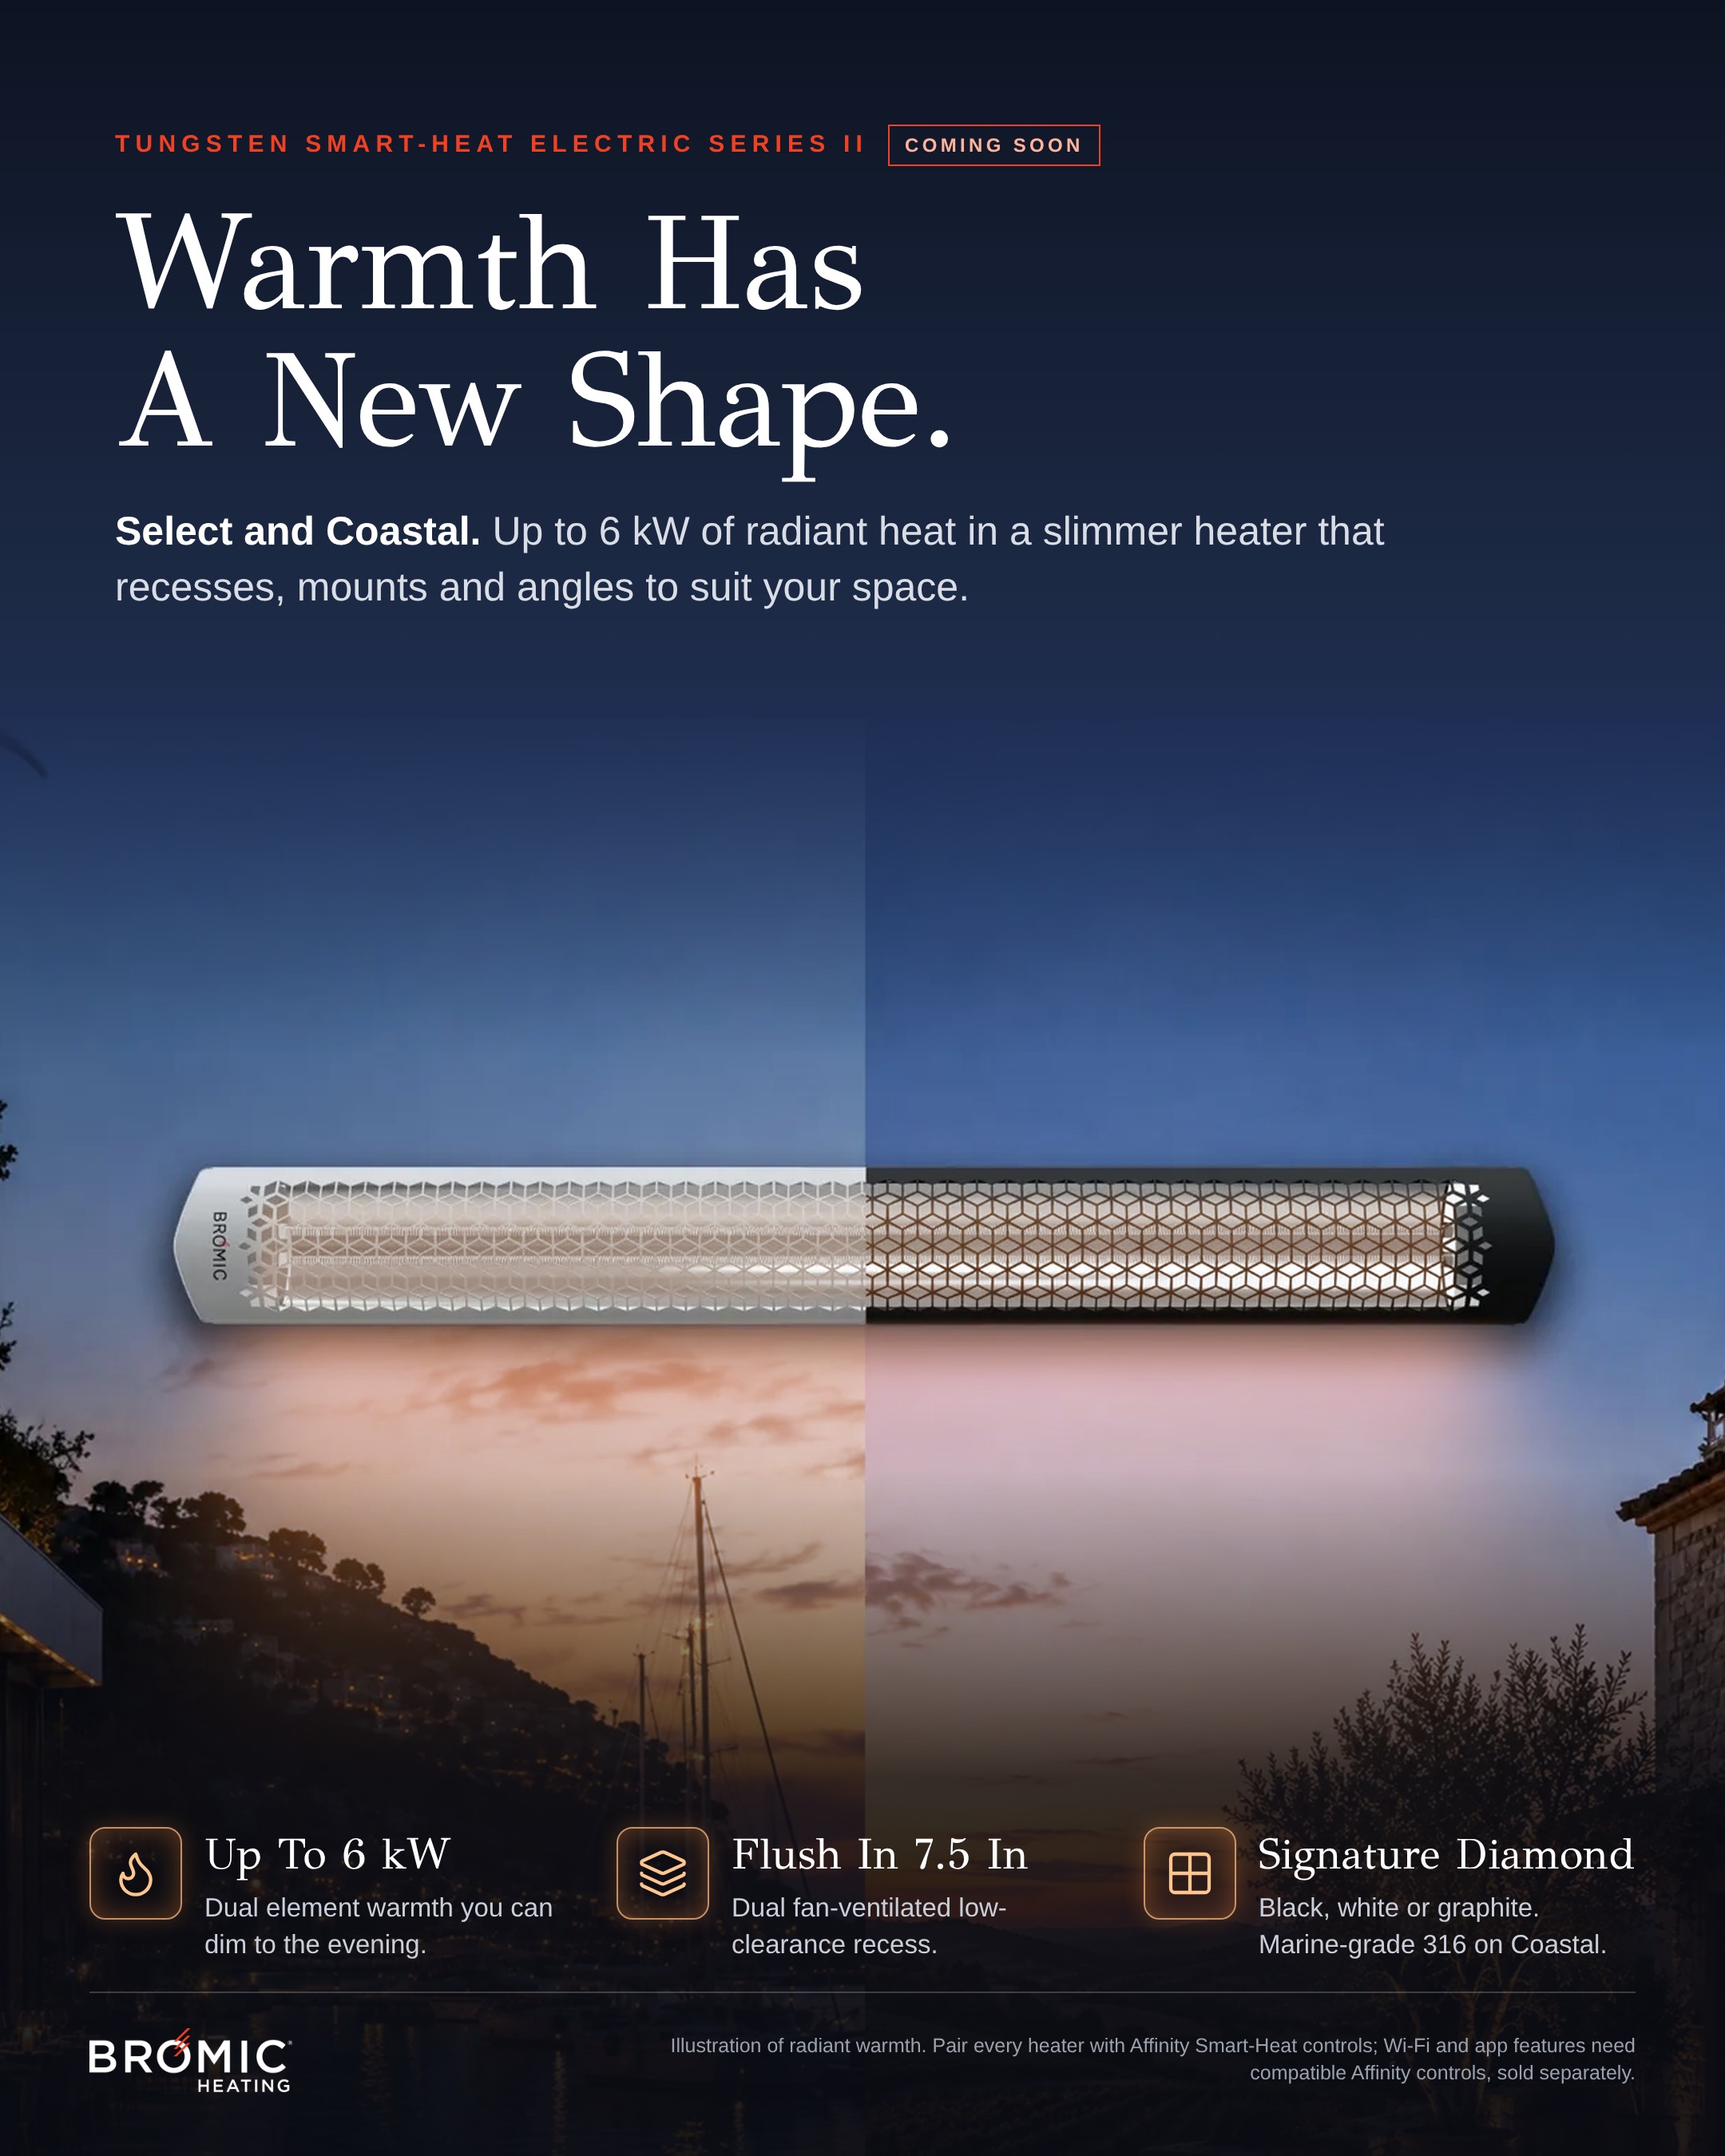 TUNGSTEN SMART-HEAT ELECTRIC SERIES II COMING SOON
Warmth Has
A New Shape.
Select and Coastal. Up to 6 kW of radiant heat in a slimmer heater that
recesses, mounts and angles to suit your space.
BROMIC
Up To 6 kW
Dual element warmth you can
dim to the evening.
Flush In 7.5 In
Dual fan-ventilated low-
clearance recess.
Signature Diamond
Black, white or graphite.
Marine-grade 316 on Coastal.
BROMIC
HEATING
Illustration of radiant warmth. Pair every heater with Affinity Smart-Heat controls; Wi-Fi and app features need
compatible Affinity controls, sold separately.